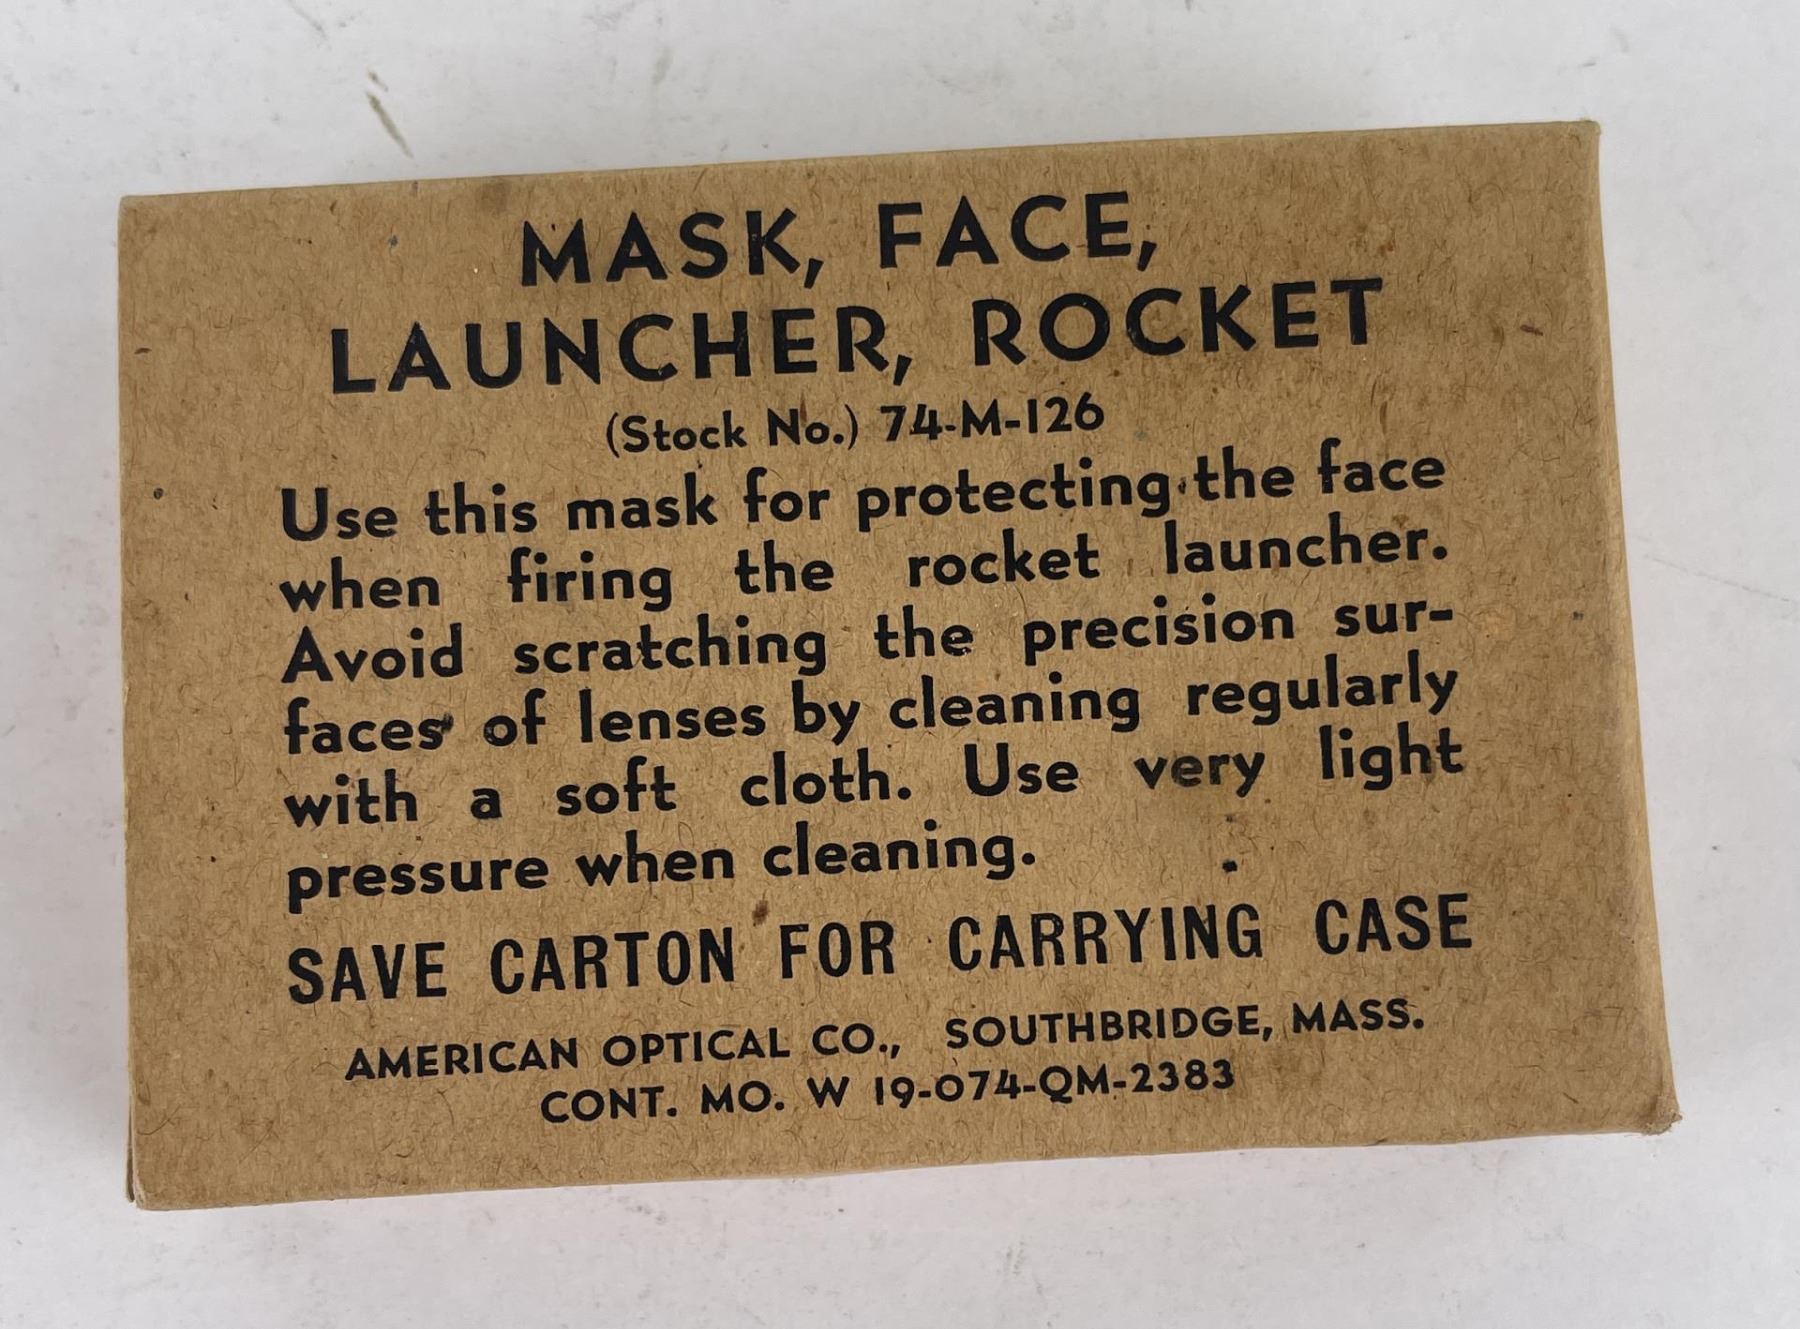 MASK, FACE,
LAUNCHER, ROCKET
(Stock No.) 74-M-126
Use this mask for protecting the face
when firing the rocket launcher.
Avoid scratching the precision sur-
faces of lenses by cleaning regularly
with a soft cloth. Use very light
pressure when cleaning.
SAVE CARTON FOR CARRYING CASE
AMERICAN OPTICAL CO., SOUTHBRIDGE, MASS.
CONT. MO. W 19-074-QM-2383